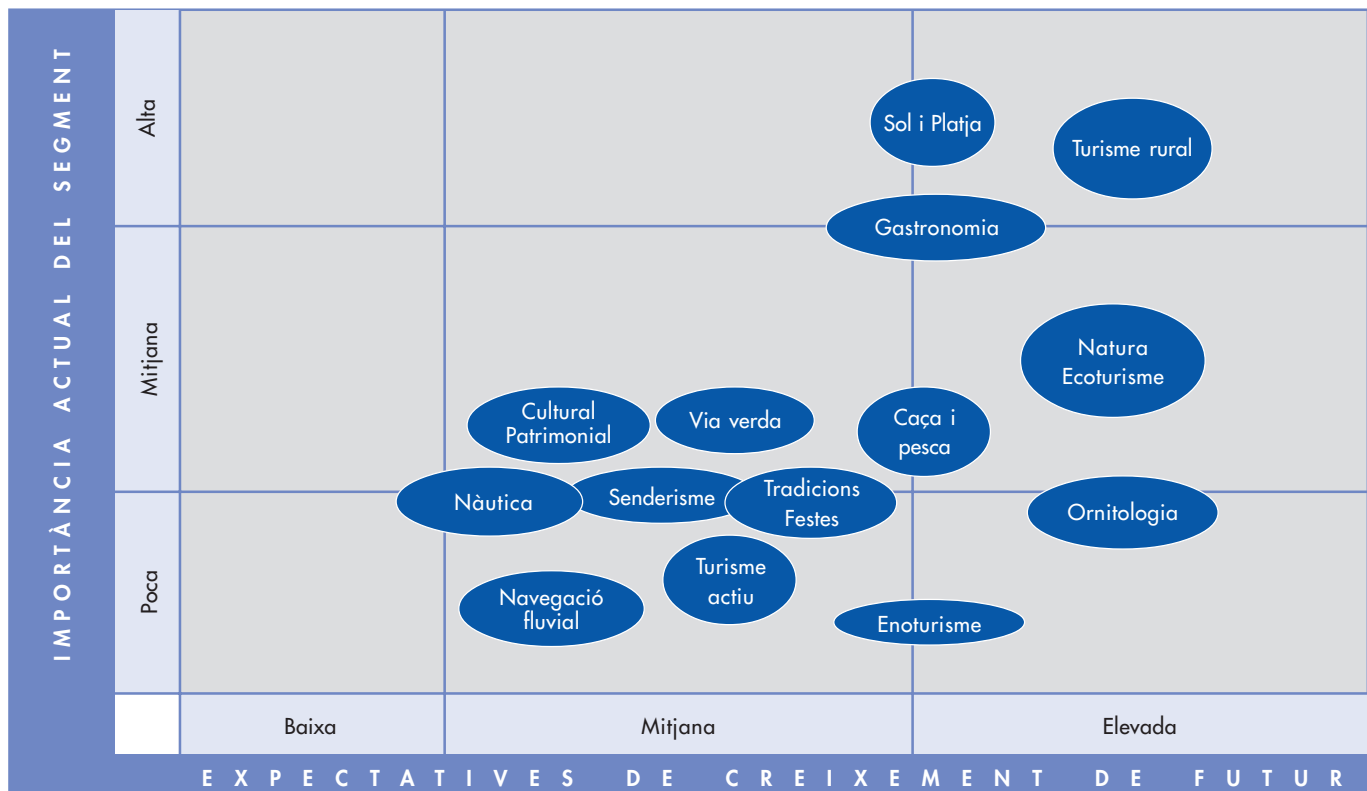 IMPORTÀNCIA ACTUAL DEL SEGMENT
Alta
Mitjana
Poca
Sol i Platja
Turisme rural
Gastronomia
Natura
Ecoturisme
Cultural
Patrimonial
Via verda
Caça i
pesca
Nàutica
Senderisme
Tradicions
Festes
Ornitologia
Turisme
actiu
Navegació
fluvial
Enoturisme
Baixa
Mitjana
Elevada
EXPECTATIVES DE CREIXEMENT DE FUTUR